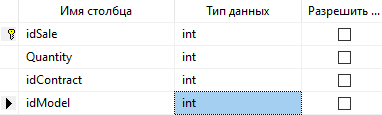 Имя столбца Тип данных Разрешить ...
idSale int
Quantity int
idContract int
idModel int